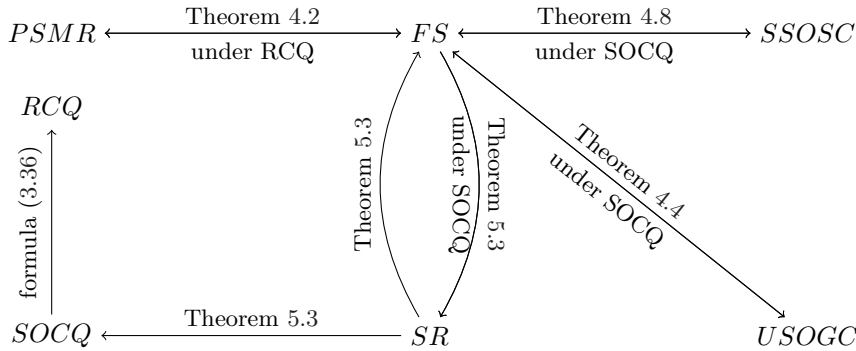 PSMR
Theorem 4.2
under RCQ
FS
Theorem 4.8
under SOCQ
SSOSC
RCQ
formula (3.36)
Theorem 5.3
under SOCQ
Theorem 5.3
Theorem 4.4
under SOCQ
SOCQ
Theorem 5.3
SR
USOGC